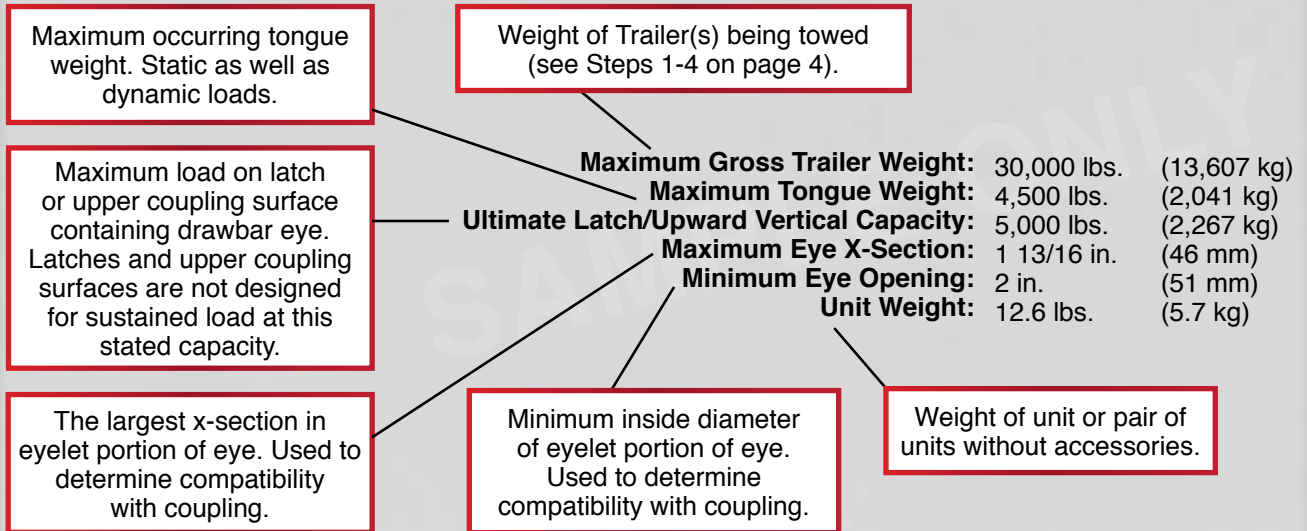 Maximum occurring tongue
weight. Static as well as
dynamic loads.
Weight of Trailer(s) being towed
(see Steps 1-4 on page 4).
Maximum load on latch
or upper coupling surface
containing drawbar eye.
Latches and upper coupling
surfaces are not designed
for sustained load at this
stated capacity.
Maximum Gross Trailer Weight: 30,000 lbs. (13,607 kg)
Maximum Tongue Weight: 4,500 lbs. (2,041 kg)
Ultimate Latch/Upward Vertical Capacity: 5,000 lbs. (2,267 kg)
Maximum Eye X-Section: 1 13/16 in. (46 mm)
Minimum Eye Opening: 2 in. (51 mm)
Unit Weight: 12.6 lbs. (5.7 kg)
The largest x-section in
eyelet portion of eye. Used to
determine compatibility
with coupling.
Minimum inside diameter
of eyelet portion of eye.
Used to determine
compatibility with coupling.
Weight of unit or pair of
units without accessories.
SAMPLE ONLY